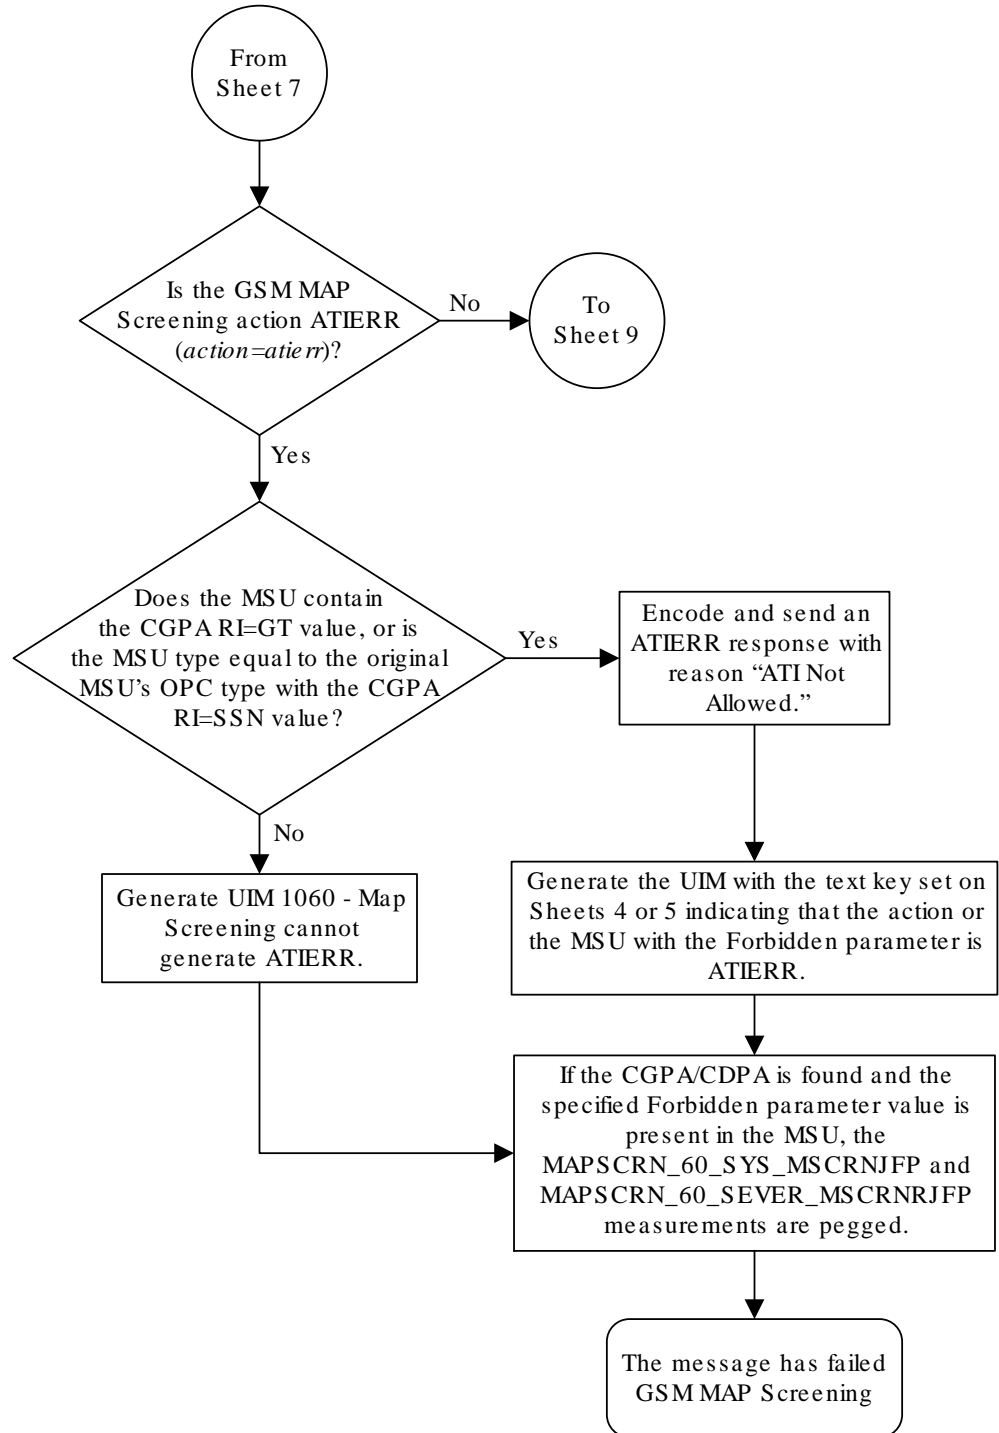 From
Sheet 7
Is the GSM MAP
Screening action ATIERR
(action=atierr)?
No
To
Sheet 9
Yes
Does the MSU contain
the CGPA RI=GT value, or is
the MSU type equal to the original
MSU’s OPC type with the CGPA
RI=SSN value?
Yes
Encode and send an
ATIERR response with
reason “ATI Not
Allowed.”
No
Generate UIM 1060 - Map
Screening cannot
generate ATIERR.
Generate the UIM with the text key set on
Sheets 4 or 5 indicating that the action or
the MSU with the Forbidden parameter is
ATIERR.
If the CGPA/CDPA is found and the
specified Forbidden parameter value is
present in the MSU, the
MAPSCRN_60_SYS_MSCRNJFP and
MAPSCRN_60_SEVER_MSCRNRJFP
measurements are pegged.
The message has failed
GSM MAP Screening